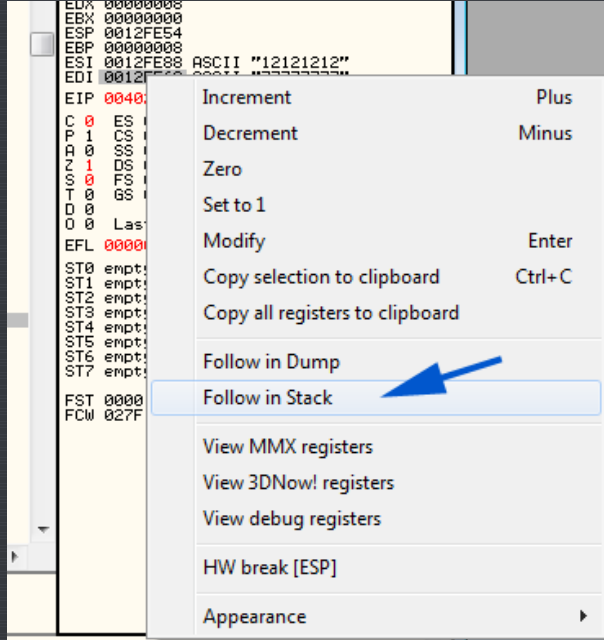 EDX 00000008
EBX 00000000
ESP 0012FE54
EBP 00000008
ESI 0012FE88 ASCII "12121212"
EDI
EIP
C 0 ES
P 1 CS
A 0 SS
Z 1 DS
S 0 FS
T 0 GS
D 0
O 0
EFL
ST0
ST1
ST2
ST3
ST4
ST5
ST6
ST7
FST 0000
FCW 027F
Increment Plus
Decrement Minus
Zero
Set to 1
Modify Enter
Copy selection to clipboard Ctrl+C
Copy all registers to clipboard
Follow in Dump
Follow in Stack
View MMX registers
View 3DNow! registers
View debug registers
HW break [ESP]
Appearance